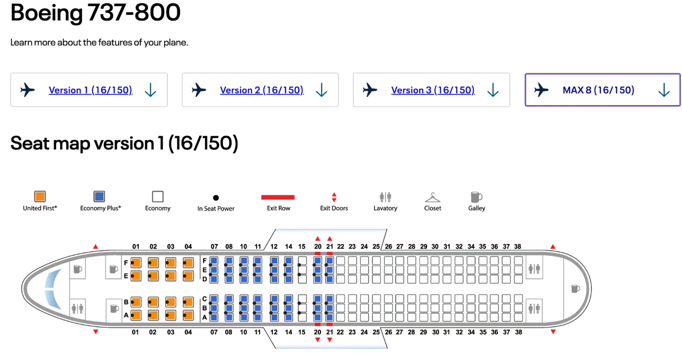 Boeing 737-800
Learn more about the features of your plane.
Version 1 (16/150) Version 2 (16/150) Version 3 (16/150) MAX 8 (16/150)
Seat map version 1 (16/150)
United First* Economy Plus* Economy In Seat Power Exit Row Exit Doors Lavatory Closet Galley
01 02 03 04 07 08 09 10 11 12 14 15 20 21 22 23 24 25 26 27 28 29 30 31 32 33 34 35 36 37 38
F F
E E
D
C
B B
A A
01 02 03 04 07 08 09 10 11 12 14 15 20 21 22 23 24 25 26 27 28 29 30 31 32 33 34 35 36 37 38